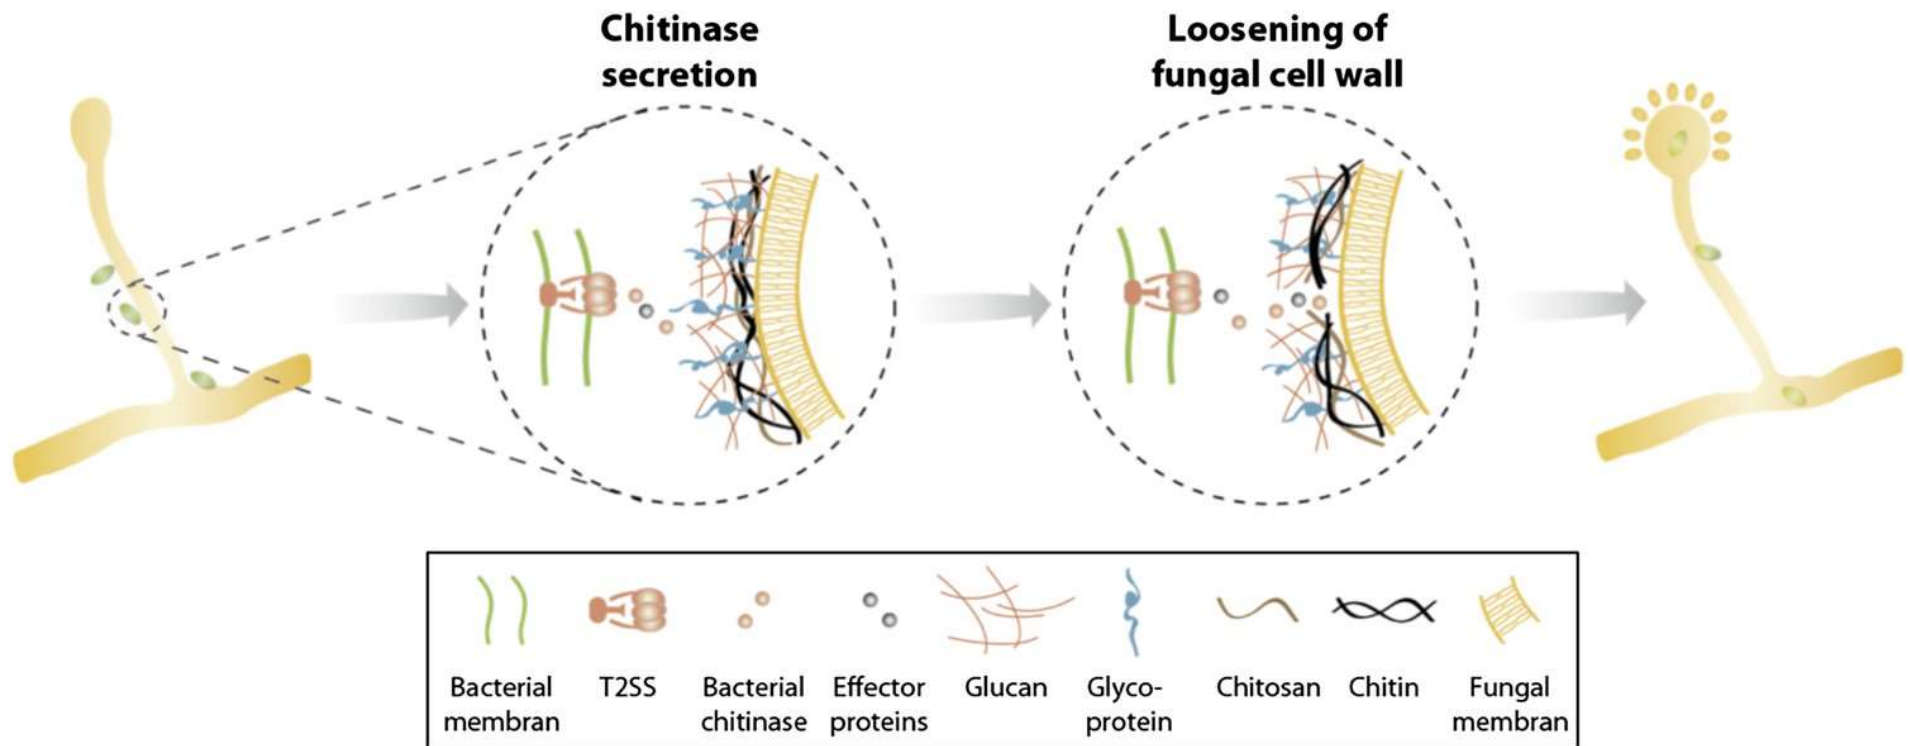 Chitinase
secretion
Loosening of
fungal cell wall
Bacterial
membran
T2SS
Bacterial
chitinase
Effector
proteins
Glucan
Glyco-
protein
Chitosan
Chitin
Fungal
membran